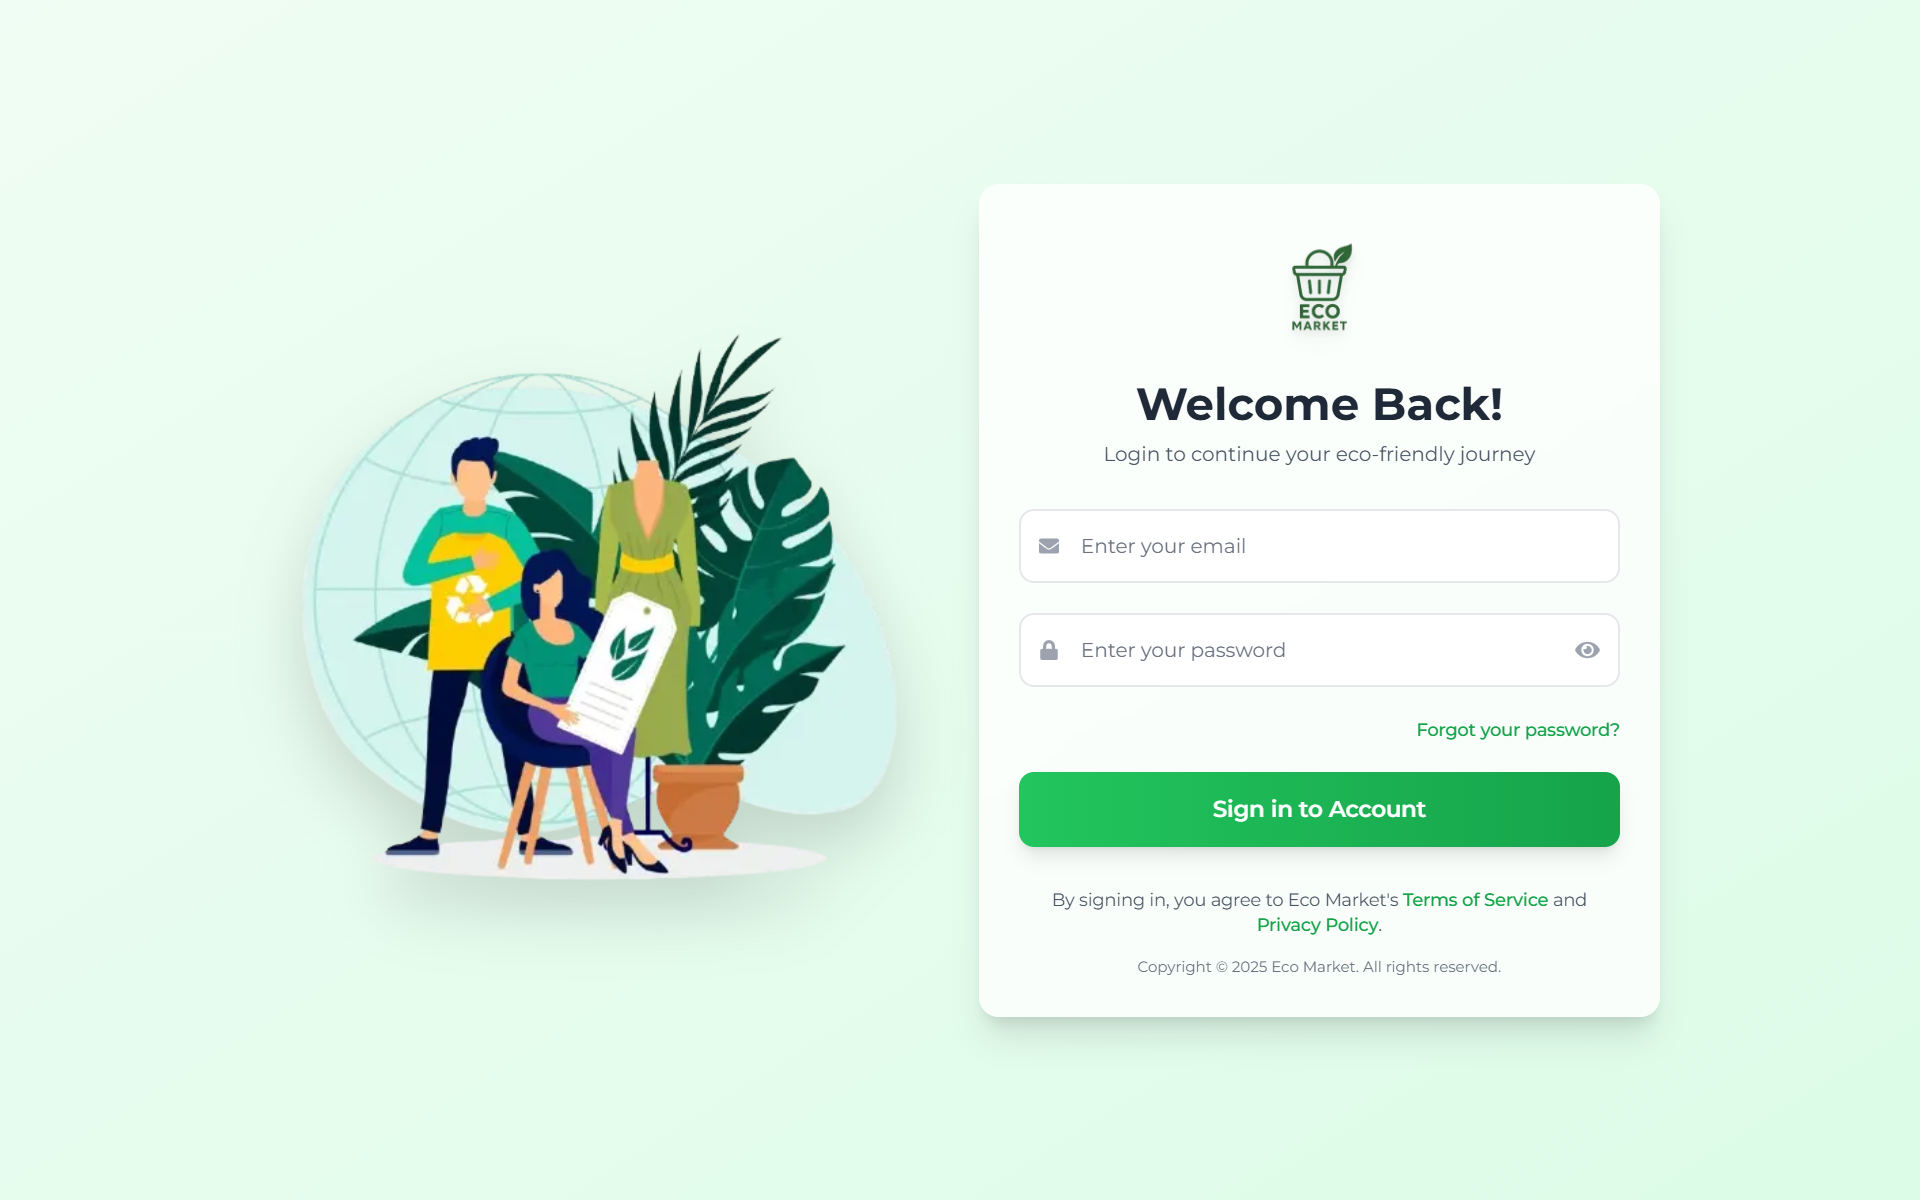 ECO
MARKET
Welcome Back!
Login to continue your eco-friendly journey
Enter your email
Enter your password
Forgot your password?
Sign in to Account
By signing in, you agree to Eco Market's Terms of Service and
Privacy Policy.
Copyright © 2025 Eco Market. All rights reserved.